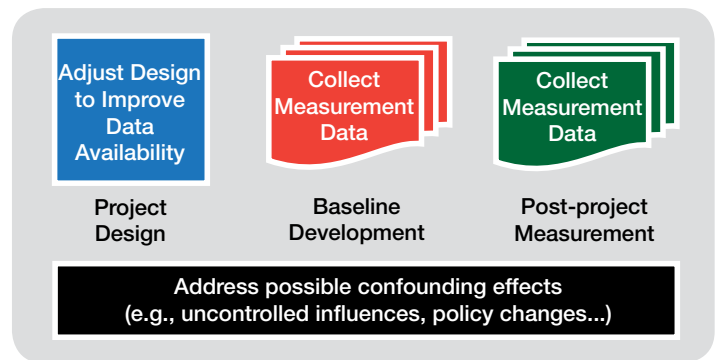 Adjust Design
to Improve
Data
Availability
Project
Design
Collect
Measurement
Data
Baseline
Development
Collect
Measurement
Data
Post-project
Measurement
Address possible confounding effects
(e.g., uncontrolled influences, policy changes...)